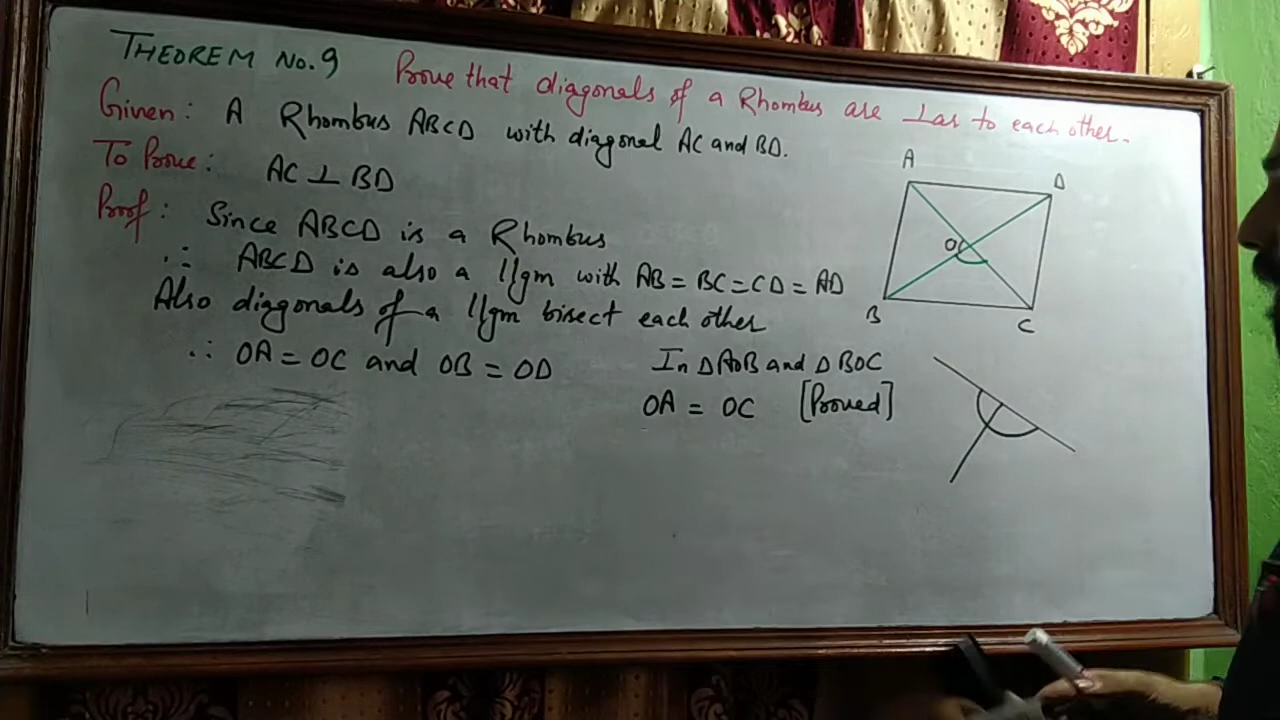 THEOREM No.9 Prove that diagonals of a Rhombus are ⊥ars to each other.
Given: A Rhombus ABCD with diagonal AC and BD.
To Prove: AC ⊥ BD
Proof: Since ABCD is a Rhombus
∴ ABCD is also a ||gm with AB = BC = CD = AD
Also diagonals of a ||gm bisect each other
∴ OA = OC and OB = OD
In △AOB and △BOC
OA = OC [Proved]
A
D
O
B
C